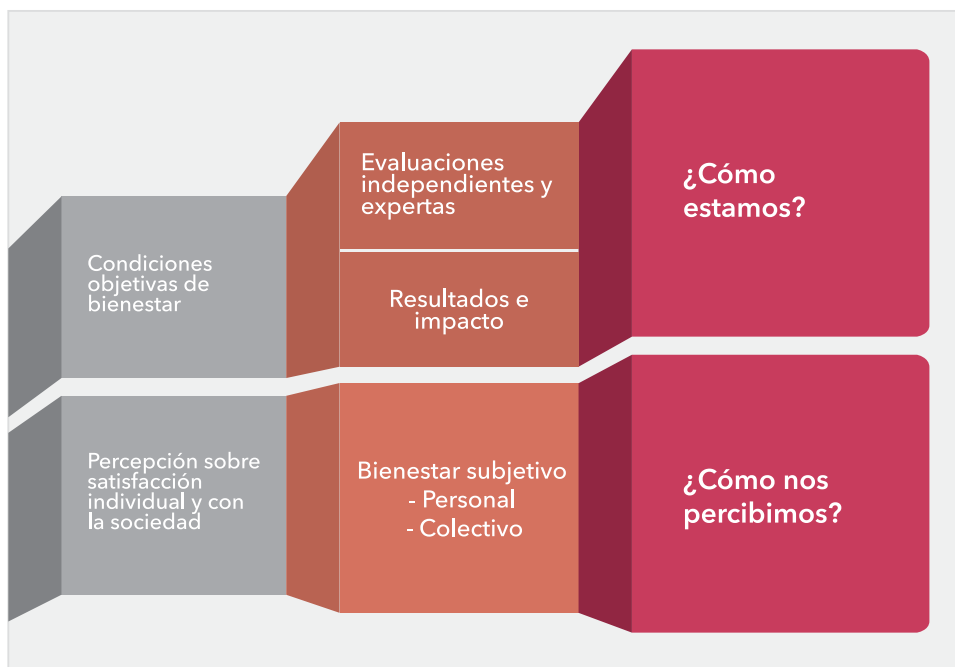 Condiciones
objetivas de
bienestar
Evaluaciones
independientes y
expertas
Resultados e
impacto
¿Cómo
estamos?
Percepción sobre
satisfacción
individual y con
la sociedad
Bienestar subjetivo
- Personal
- Colectivo
¿Cómo nos
percibimos?